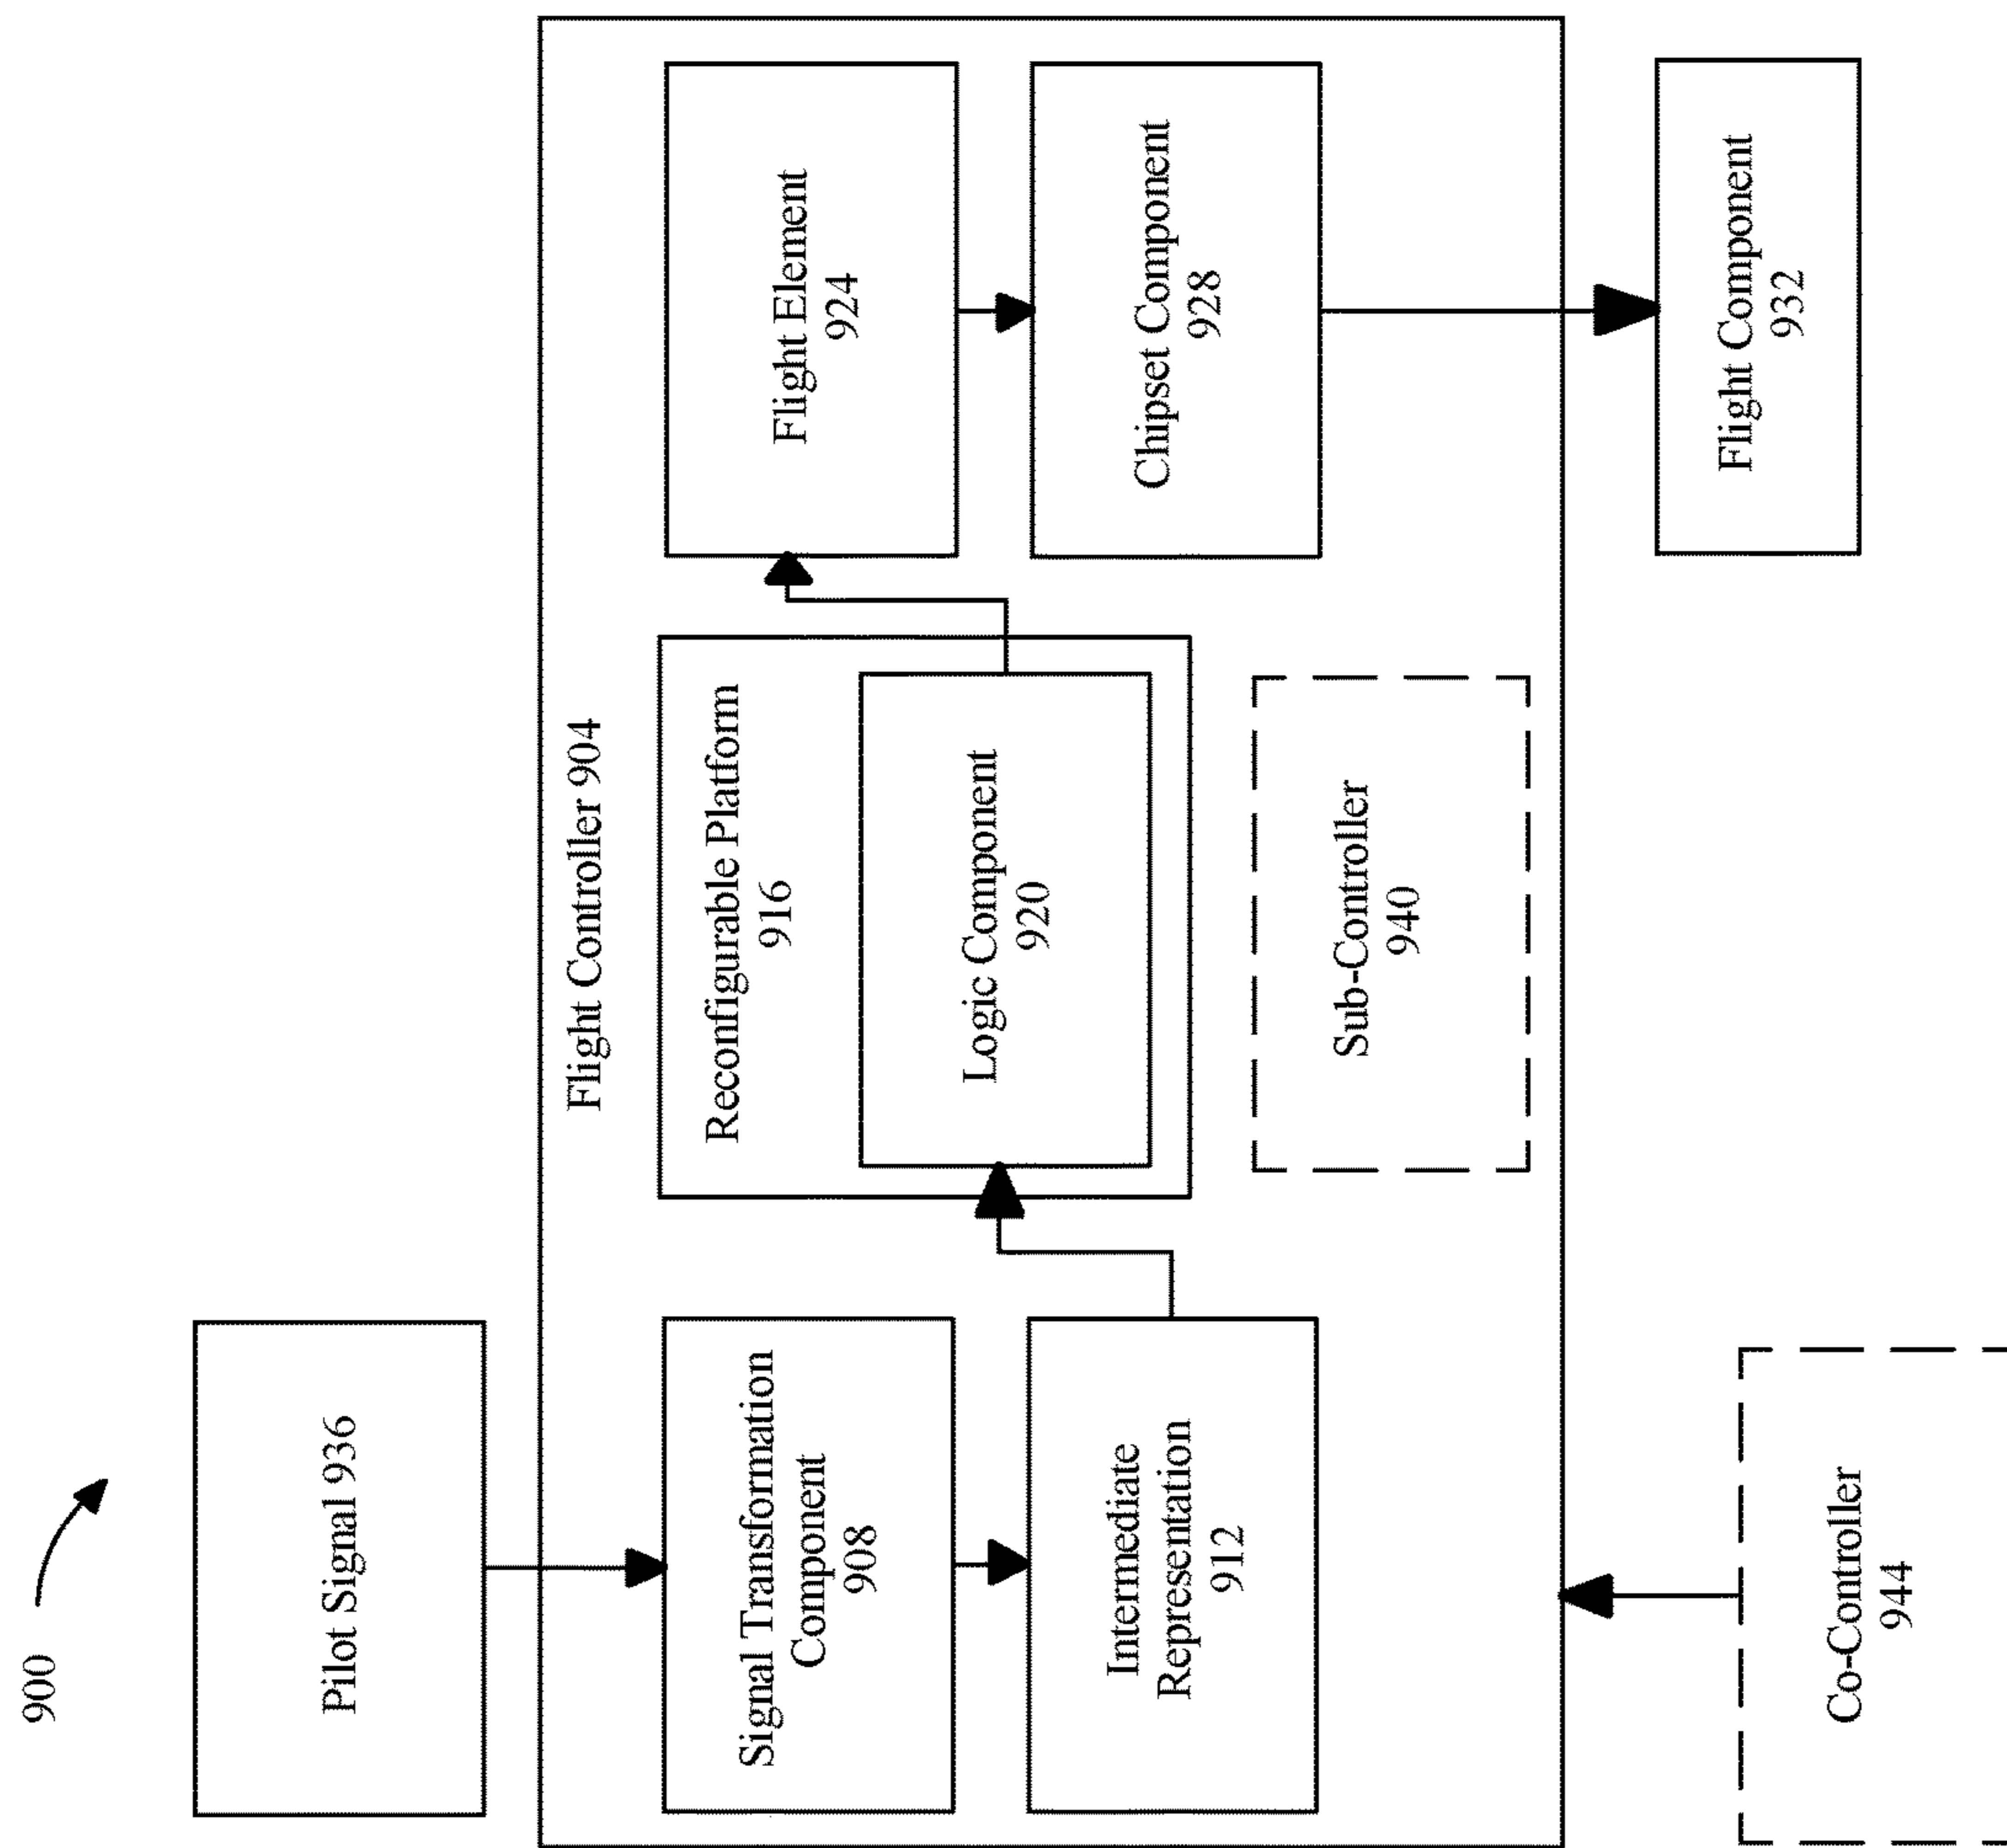 900
Pilot Signal 936
Flight Controller 904
Signal Transformation
Component
908
Intermediate
Representation
912
Reconfigurable Platform
916
Logic Component
920
Sub-Controller
940
Flight Element
924
Chipset Component
928
Co-Controller
944
Flight Component
932